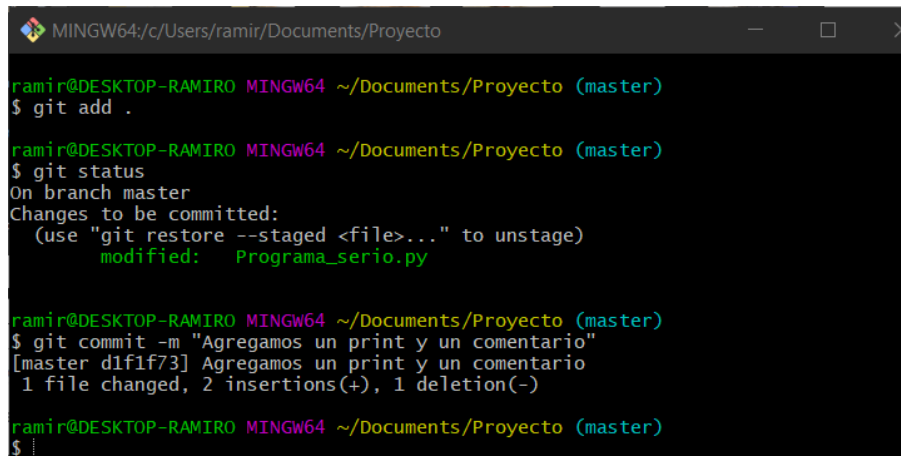 MINGW64:/c/Users/ramir/Documents/Proyecto
ramir@DESKTOP-RAMIRO MINGW64 ~/Documents/Proyecto (master)
$ git add .
ramir@DESKTOP-RAMIRO MINGW64 ~/Documents/Proyecto (master)
$ git status
On branch master
Changes to be committed:
  (use "git restore --staged <file>..." to unstage)
        modified:   Programa_serio.py
ramir@DESKTOP-RAMIRO MINGW64 ~/Documents/Proyecto (master)
$ git commit -m "Agregamos un print y un comentario"
[master d1f1f73] Agregamos un print y un comentario
 1 file changed, 2 insertions(+), 1 deletion(-)
ramir@DESKTOP-RAMIRO MINGW64 ~/Documents/Proyecto (master)
$